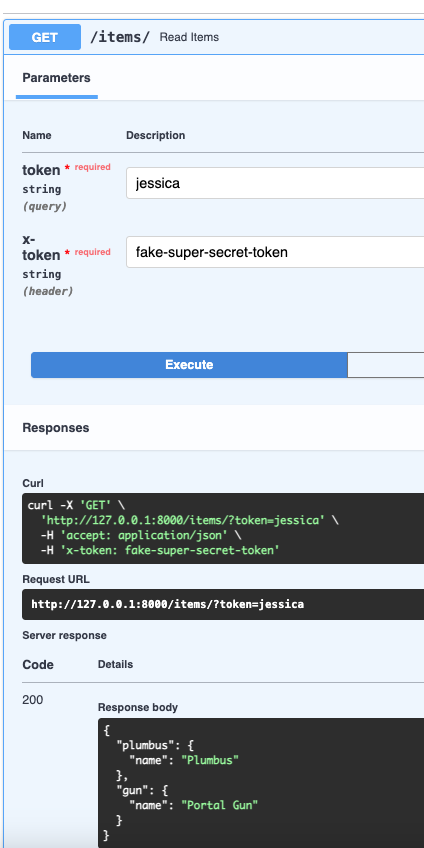 GET /items/ Read Items
Parameters
Name Description
token * required
string
(query)
jessica
x-
token * required
string
(header)
fake-super-secret-token
Execute
Responses
Curl
curl -X 'GET' \
  'http://127.0.0.1:8000/items/?token=jessica' \
  -H 'accept: application/json' \
  -H 'x-token: fake-super-secret-token'
Request URL
http://127.0.0.1:8000/items/?token=jessica
Server response
Code Details
200
Response body
{
  "plumbus": {
    "name": "Plumbus"
  },
  "gun": {
    "name": "Portal Gun"
  }
}